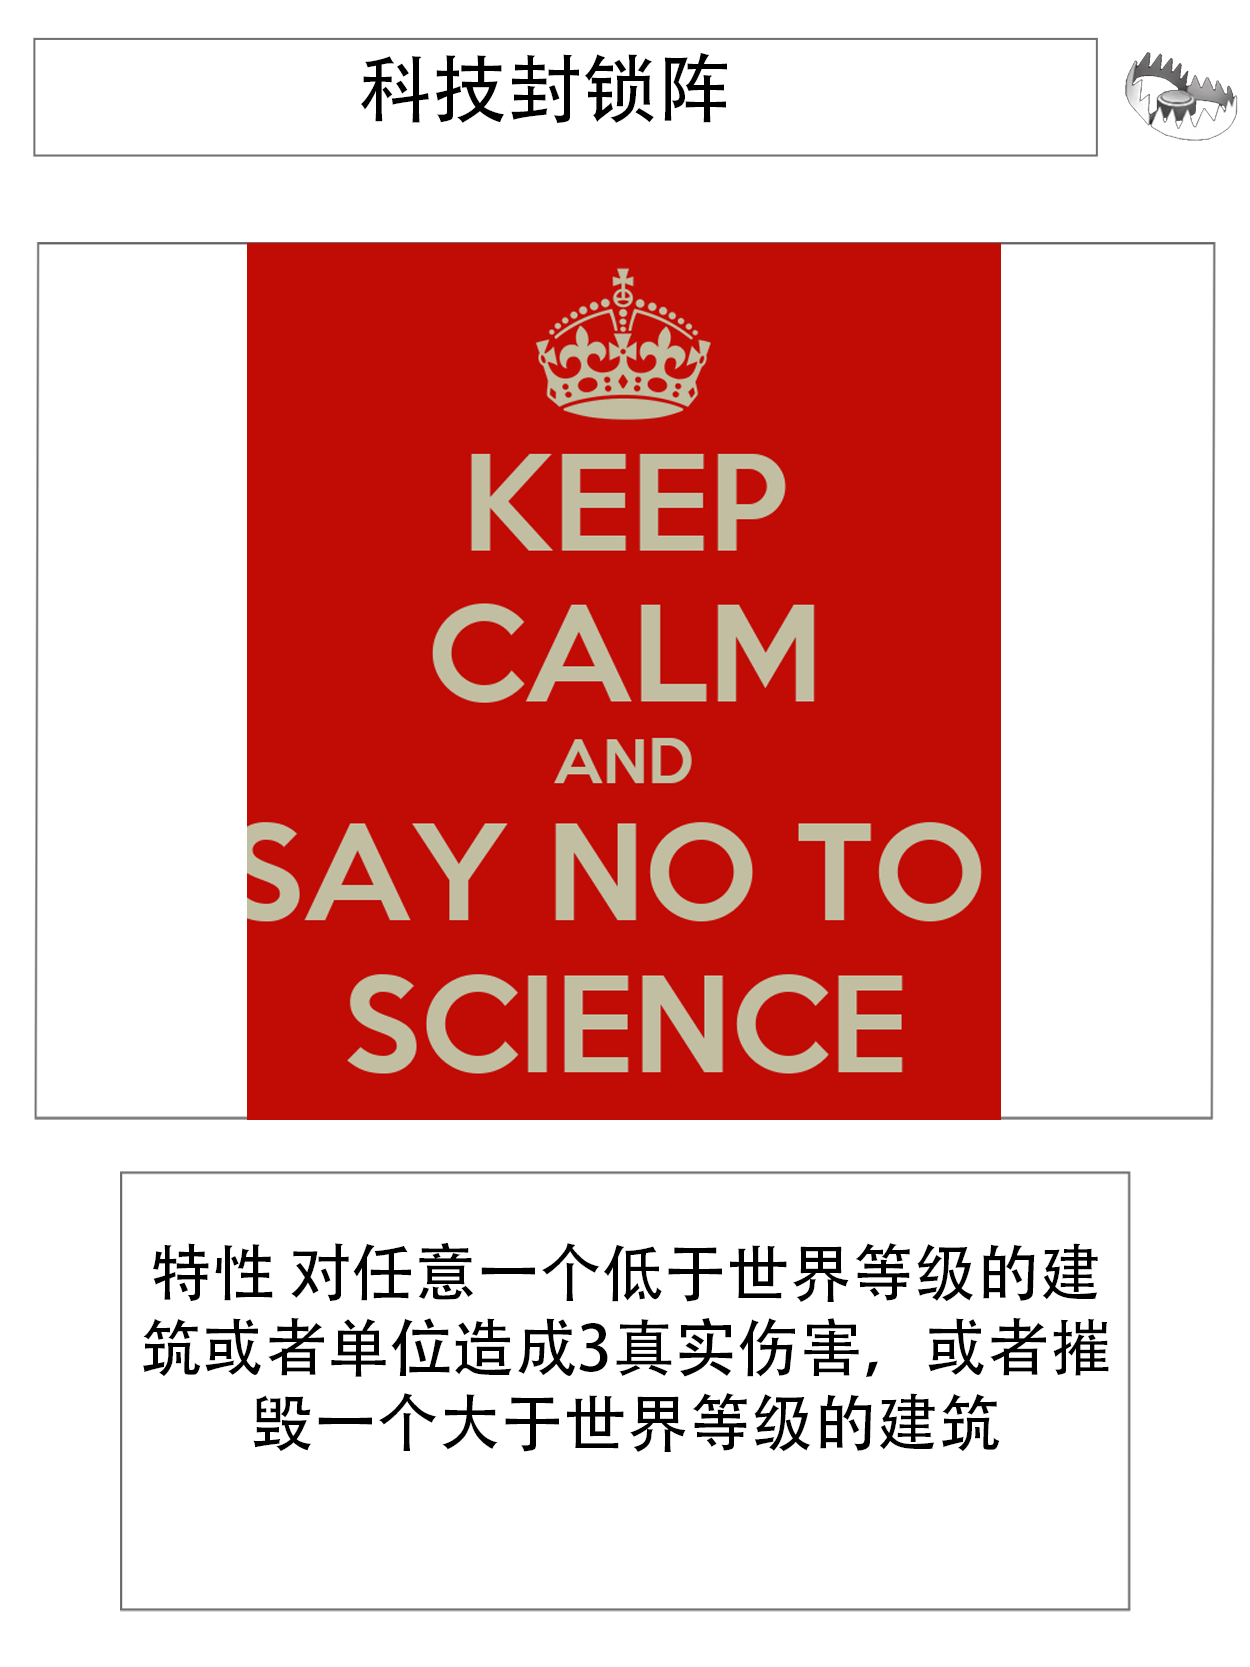 科技封锁阵
KEEP
CALM
AND
SAY NO TO
SCIENCE
特性 对任意一个低于世界等级的建
筑或者单位造成3真实伤害，或者摧
毁一个大于世界等级的建筑